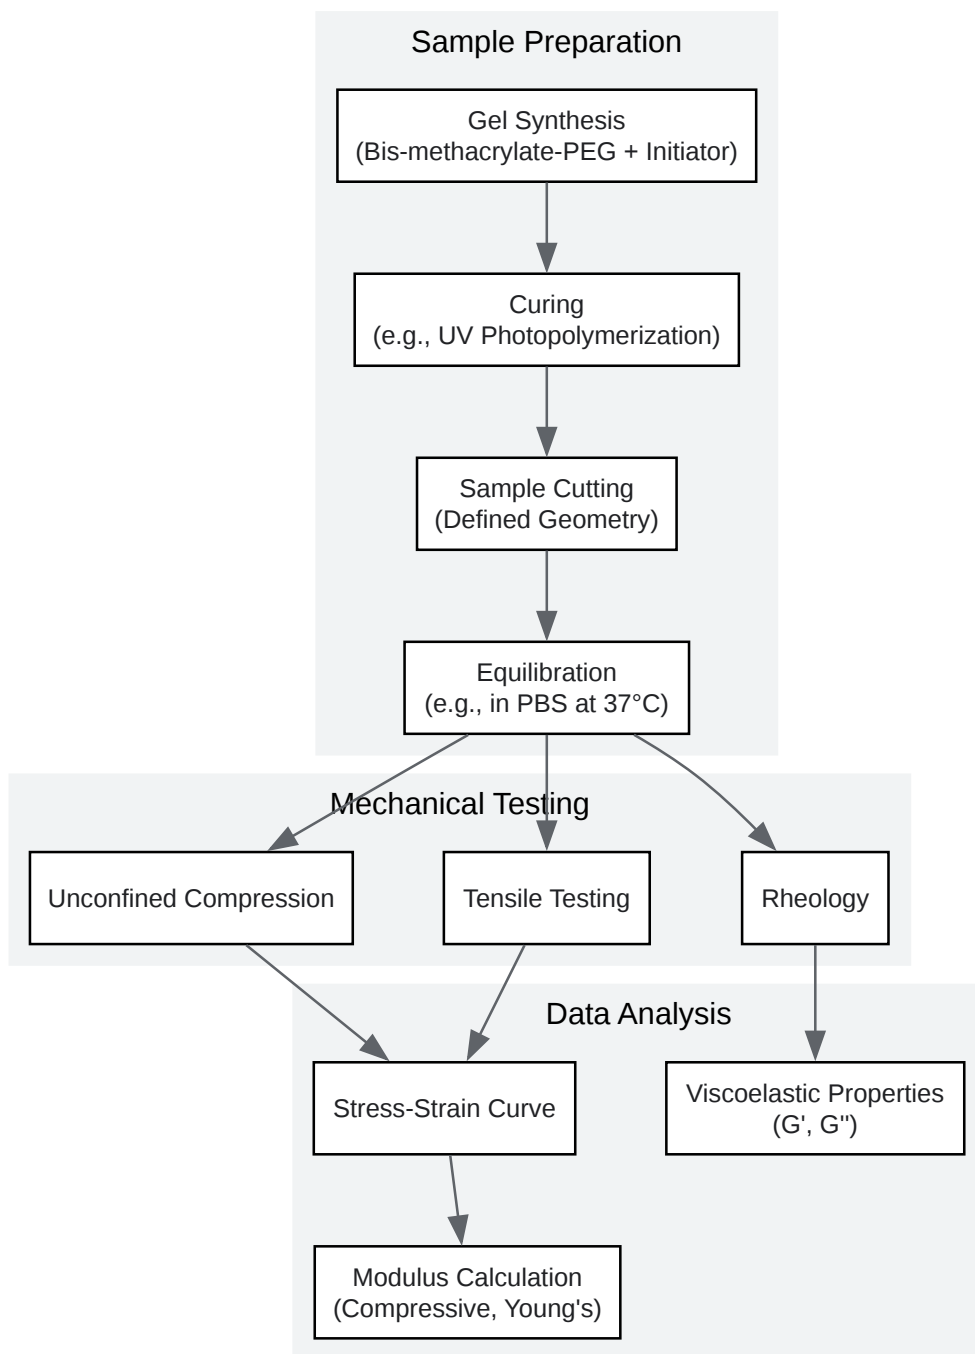 Sample Preparation
Gel Synthesis
(Bis-methacrylate-PEG + Initiator)
Curing
(e.g., UV Photopolymerization)
Sample Cutting
(Defined Geometry)
Equilibration
(e.g., in PBS at 37°C)
Mechanical Testing
Unconfined Compression
Tensile Testing
Rheology
Data Analysis
Stress-Strain Curve
Viscoelastic Properties
(G', G'')
Modulus Calculation
(Compressive, Young's)